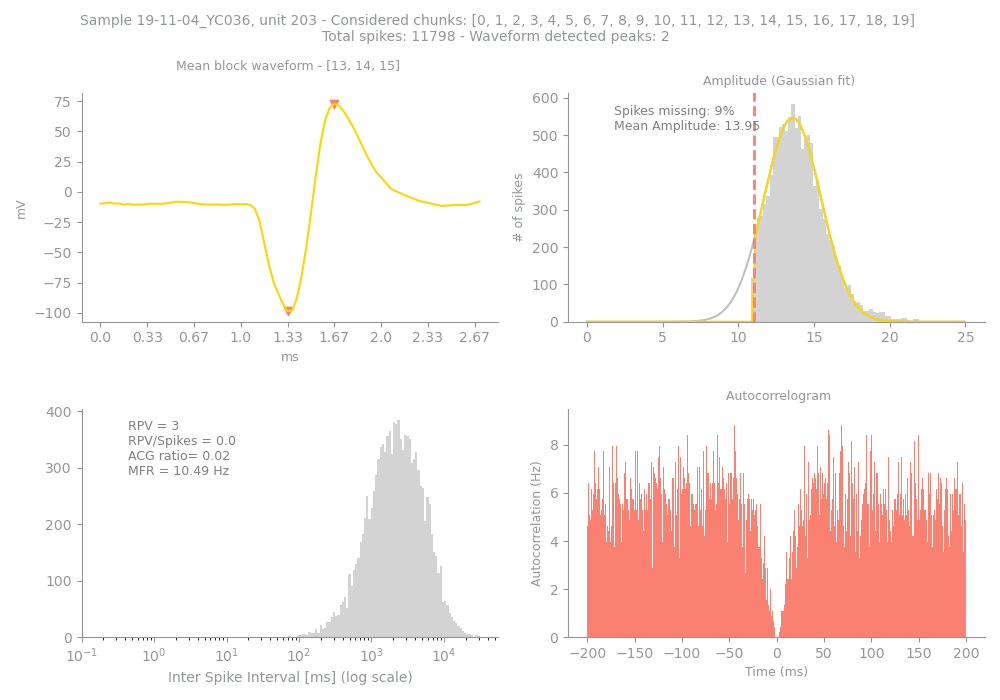 Sample 19-11-04_YC036, unit 203 - Considered chunks: [0, 1, 2, 3, 4, 5, 6, 7, 8, 9, 10, 11, 12, 13, 14, 15, 16, 17, 18, 19]
Total spikes: 11798 - Waveform detected peaks: 2
Mean block waveform - [13, 14, 15]
75
50
25
0
−25
−50
−75
−100
mV
0.0 0.33 0.67 1.0 1.33 1.67 2.0 2.33 2.67
ms
Amplitude (Gaussian fit)
Spikes missing: 9%
Mean Amplitude: 13.95
600
500
400
300
200
100
0
# of spikes
0 5 10 15 20 25
RPV = 3
RPV/Spikes = 0.0
ACG ratio= 0.02
MFR = 10.49 Hz
400
300
200
100
0
10⁻¹ 10⁰ 10¹ 10² 10³ 10⁴
Inter Spike Interval [ms] (log scale)
Autocorrelogram
8
6
4
2
0
Autocorrelation (Hz)
−200 −150 −100 −50 0 50 100 150 200
Time (ms)